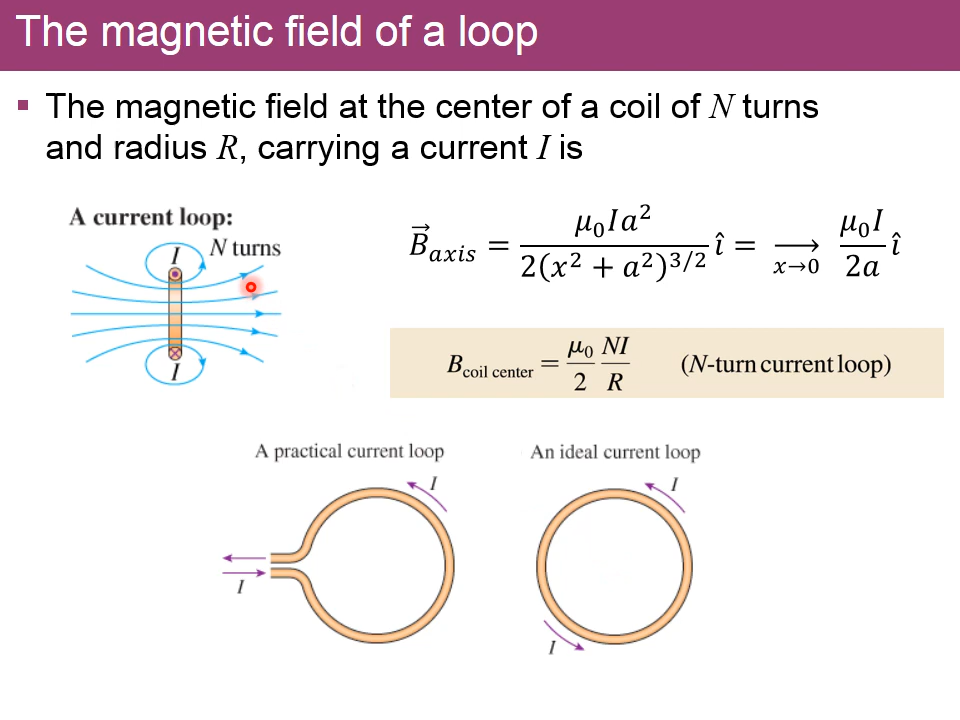 The magnetic field of a loop
▪ The magnetic field at the center of a coil of N turns
and radius R, carrying a current I is
A current loop:
N turns
I
I
B⃗_axis = μ₀Ia² / 2(x² + a²)^3/2 î = ⟶ x→0 μ₀I / 2a î
B_coil center = μ₀/2 NI/R (N-turn current loop)
A practical current loop
I
I
An ideal current loop
I
I